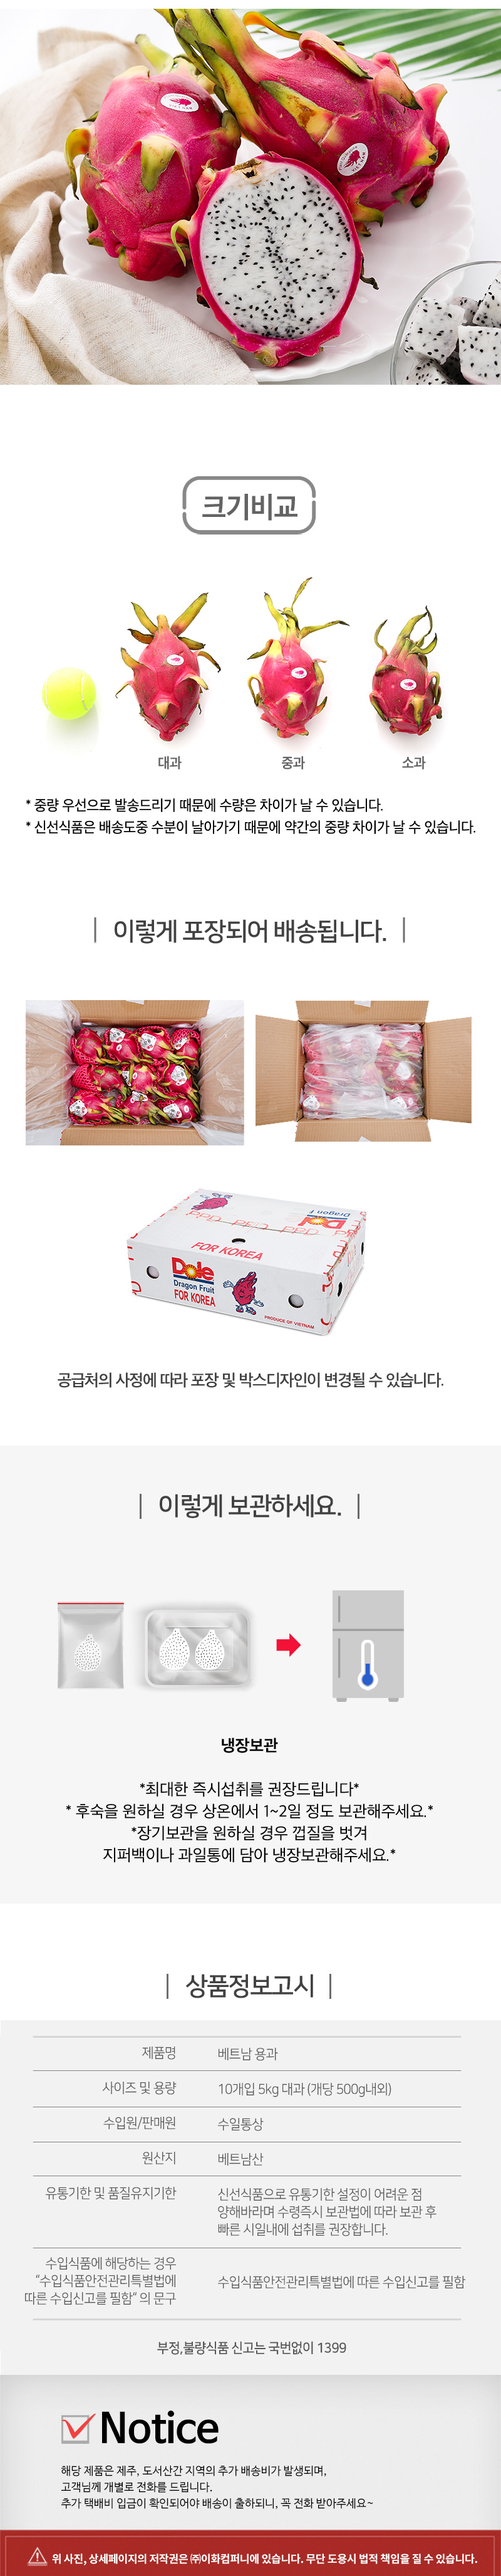 VIETNAM
크기비교
대과
중과
소과
* 중량 우선으로 발송드리기 때문에 수량은 차이가 날 수 있습니다.
* 신선식품은 배송도중 수분이 날아가기 때문에 약간의 중량 차이가 날 수 있습니다.
이렇게 포장되어 배송됩니다.
FOR KOREA
Dole
Dragon Fruit
FOR KOREA
PRODUCE OF VIETNAM
공급처의 사정에 따라 포장 및 박스디자인이 변경될 수 있습니다.
이렇게 보관하세요.
냉장보관
*최대한 즉시섭취를 권장드립니다*
* 후숙을 원하실 경우 상온에서 1~2일 정도 보관해주세요.*
*장기보관을 원하실 경우 껍질을 벗겨
지퍼백이나 과일통에 담아 냉장보관해주세요.*
상품정보고시
제품명 베트남 용과
사이즈 및 용량 10개입 5kg 대과 (개당 500g내외)
수입원/판매원 수일통상
원산지 베트남산
유통기한 및 품질유지기한 신선식품으로 유통기한 설정이 어려운 점
양해바라며 수령즉시 보관법에 따라 보관 후
빠른 시일내에 섭취를 권장합니다.
수입식품에 해당하는 경우
“수입식품안전관리특별법에
따른 수입신고를 필함“ 의 문구
수입식품안전관리특별법에 따른 수입신고를 필함
부정,불량식품 신고는 국번없이 1399
Notice
해당 제품은 제주, 도서산간 지역의 추가 배송비가 발생되며,
고객님께 개별로 전화를 드립니다.
추가 택배비 입금이 확인되어야 배송이 출하되니, 꼭 전화 받아주세요~
위 사진, 상세페이지의 저작권은 ㈜이화컴퍼니에 있습니다. 무단 도용시 법적 책임을 질 수 있습니다.